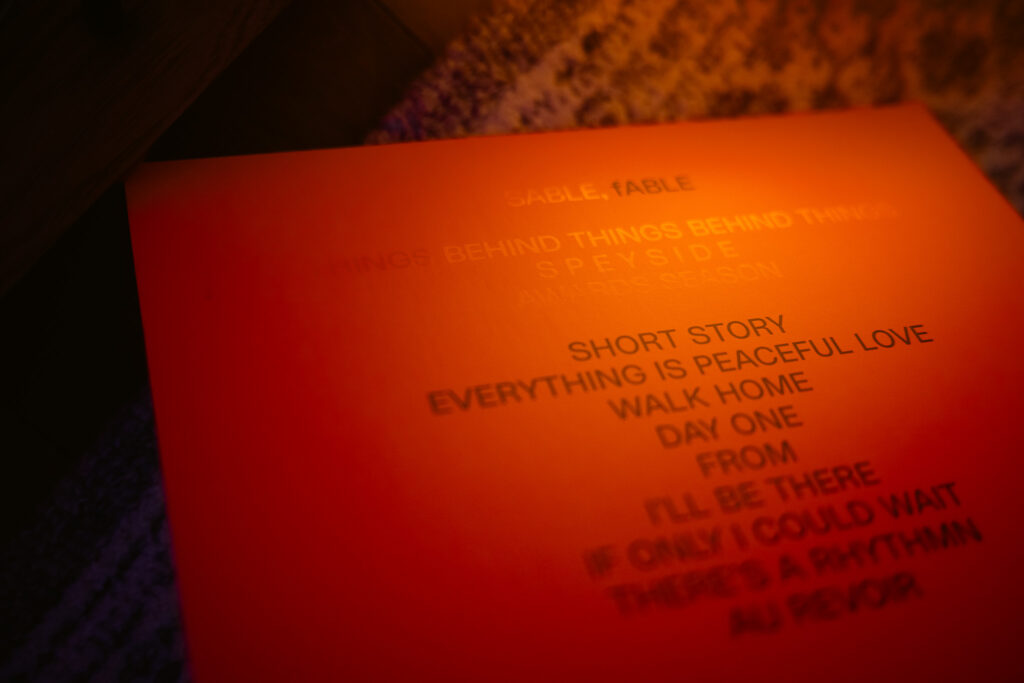 SABLE, fABLE
THINGS BEHIND THINGS BEHIND THINGS
SPEYSIDE
AWARDS SEASON
SHORT STORY
EVERYTHING IS PEACEFUL LOVE
WALK HOME
DAY ONE
FROM
I'LL BE THERE
IF ONLY I COULD WAIT
THERE'S A RHYTHMN
AU REVOIR